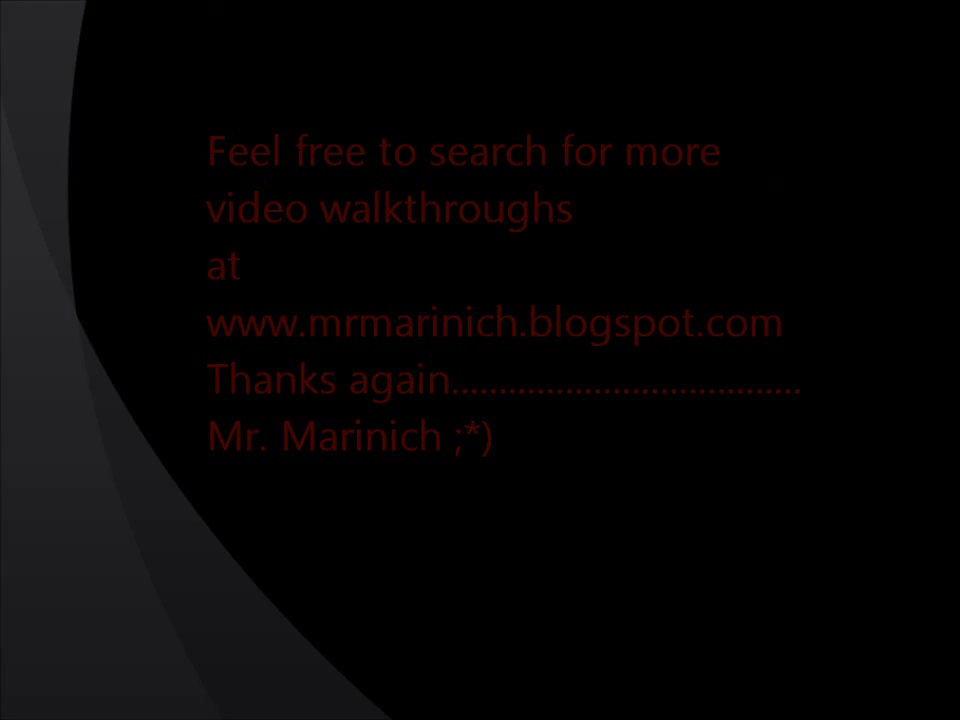 Feel free to search for more
video walkthroughs
at
www.mrmarinich.blogspot.com
Thanks again.....................................
Mr. Marinich ;*)